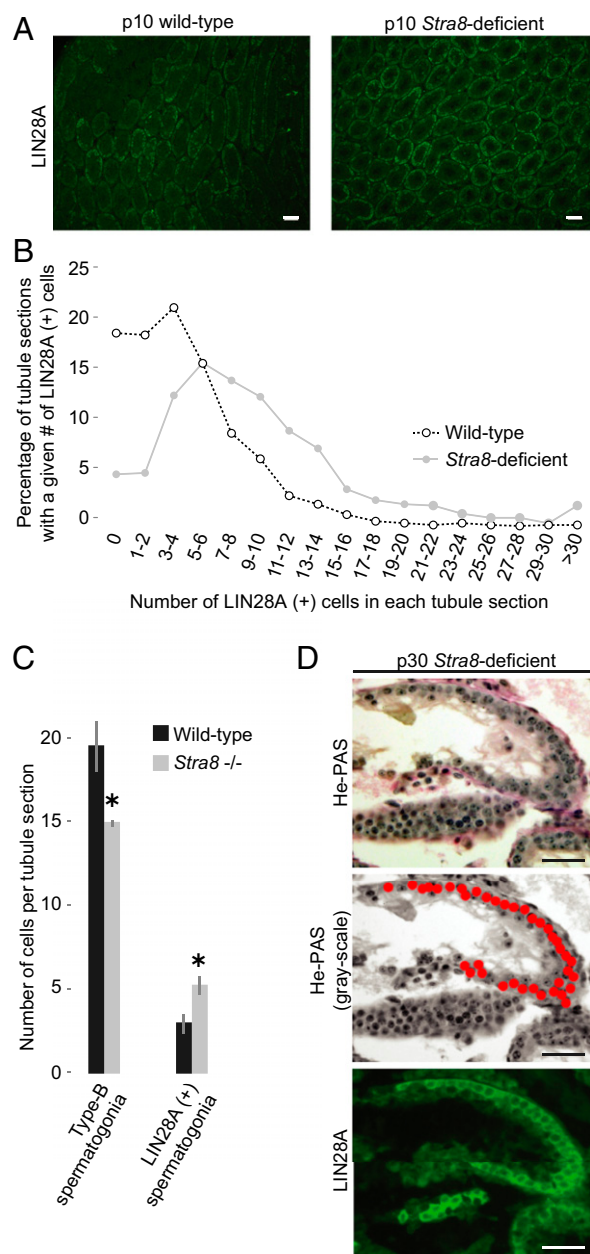 A
p10 wild-type
p10 Stra8-deficient
LIN28A
B
Percentage of tubule sections
with a given # of LIN28A (+) cells
25
20
15
10
5
0
Wild-type
Stra8-deficient
0
1-2
3-4
5-6
7-8
9-10
11-12
13-14
15-16
17-18
19-20
21-22
23-24
25-26
27-28
29-30
>30
Number of LIN28A (+) cells in each tubule section
C
Number of cells per tubule section
20
15
10
5
0
Wild-type
Stra8 -/-
*
*
Type-B
spermatogonia
LIN28A (+)
spermatogonia
D
p30 Stra8-deficient
He-PAS
He-PAS
(gray-scale)
LIN28A